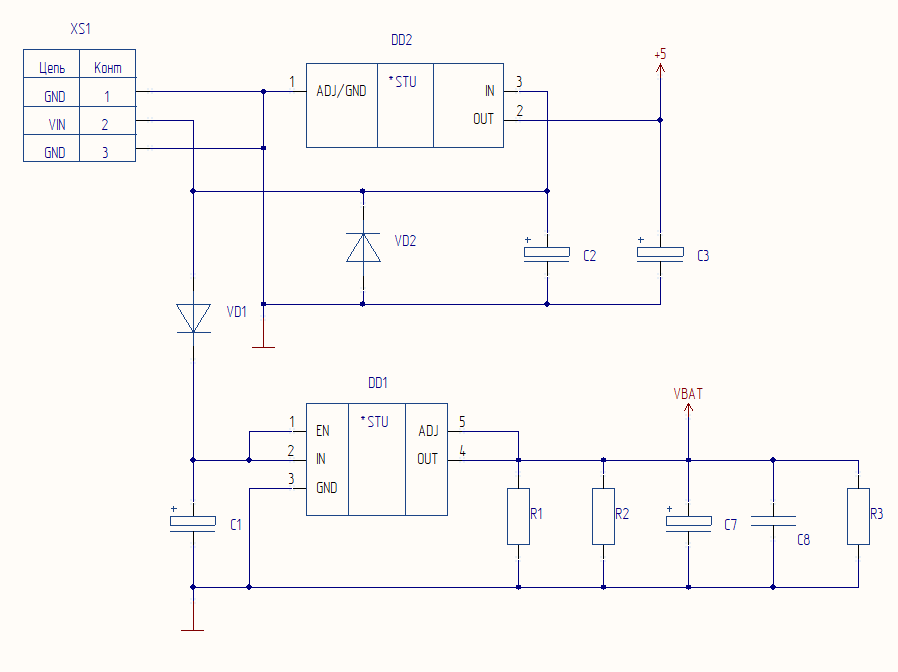 XS1
Цепь Конт
GND 1
VIN 2
GND 3
DD2
1 ADJ/GND *STU IN 3
OUT 2
+5
VD2
+ C2
+ C3
VD1
DD1
VBAT
1 EN *STU ADJ 5
2 IN OUT 4
3 GND
+ C1
R1
R2
+ C7
C8
R3